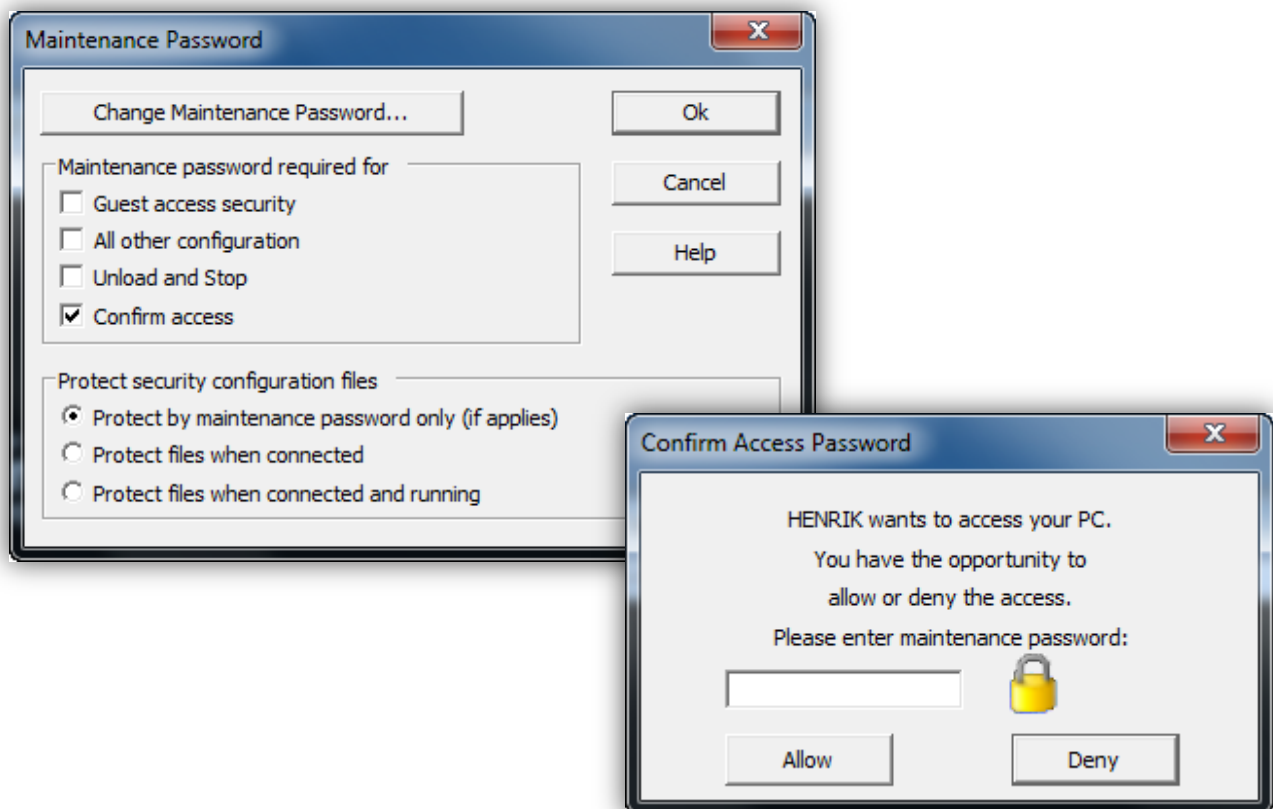 Maintenance Password
Change Maintenance Password...
Ok
Maintenance password required for
Cancel
Guest access security
All other configuration
Help
Unload and Stop
Confirm access
Protect security configuration files
Protect by maintenance password only (if applies)
Protect files when connected
Protect files when connected and running
Confirm Access Password
HENRIK wants to access your PC.
You have the opportunity to
allow or deny the access.
Please enter maintenance password:
Allow
Deny